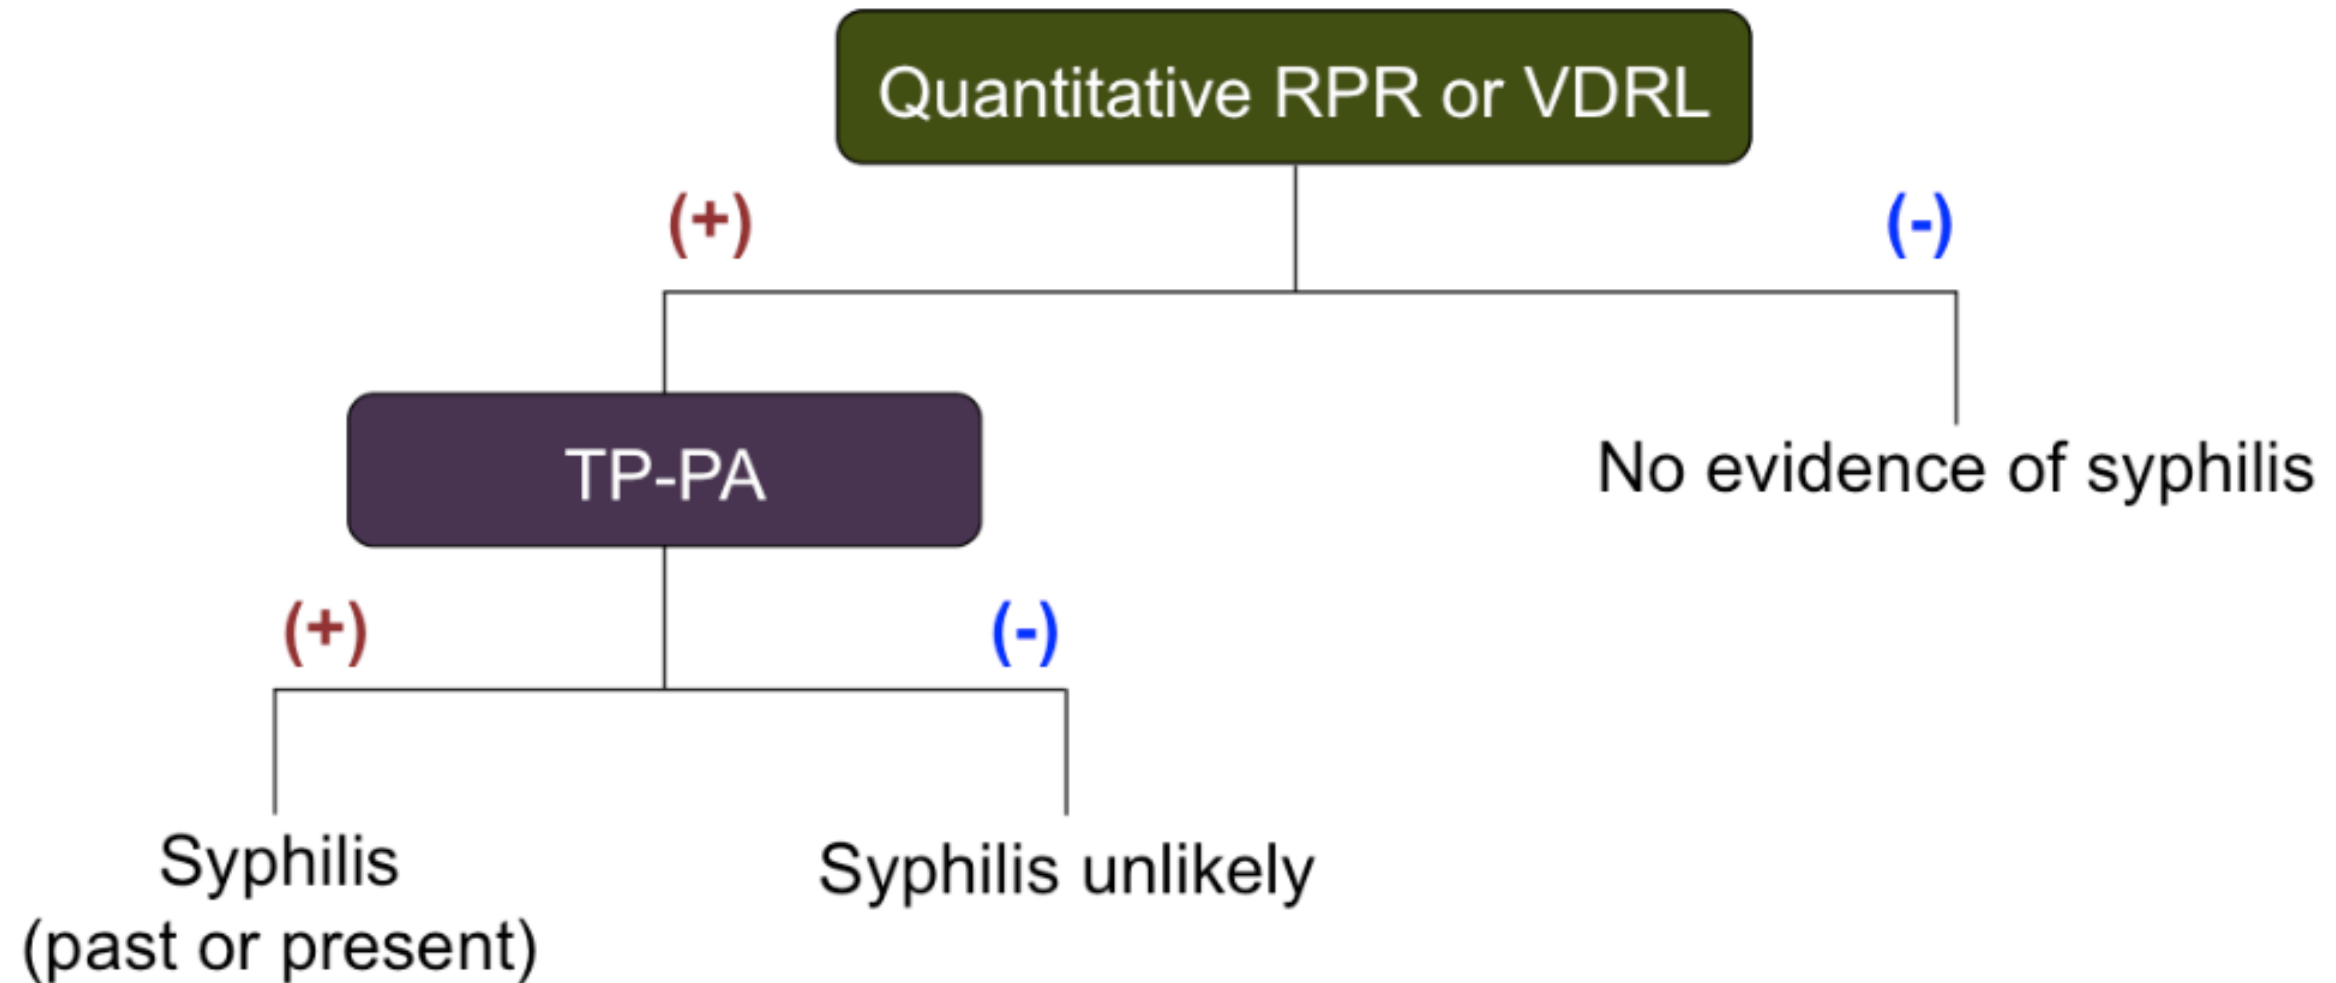 Quantitative RPR or VDRL
(+)
(-)
TP-PA
No evidence of syphilis
(+)
(-)
Syphilis
(past or present)
Syphilis unlikely